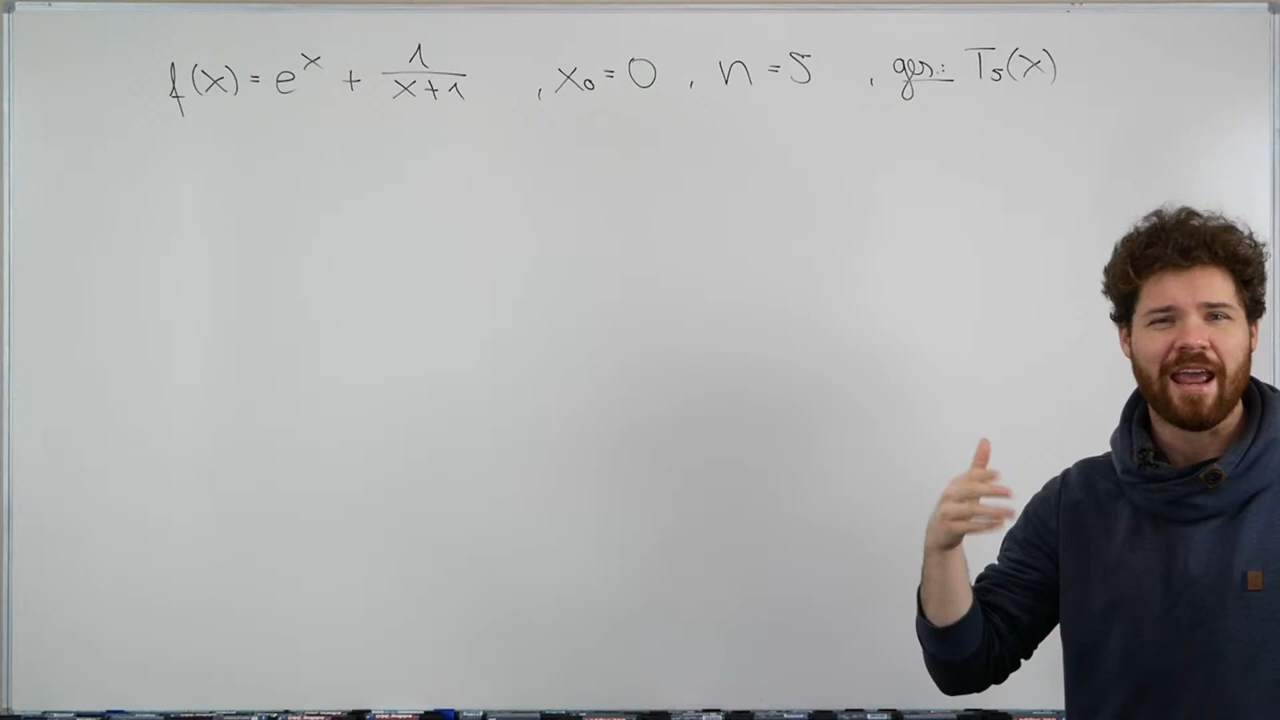 f(x) = e^x + 1/(x+1) , x₀ = 0 , n = 5 , ges.: T₅(x)